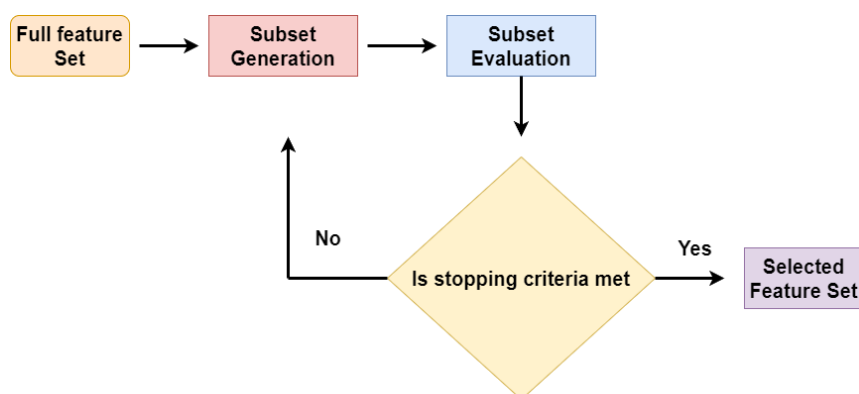 Full feature
Set
Subset
Generation
Subset
Evaluation
No
Is stopping criteria met
Yes
Selected
Feature Set